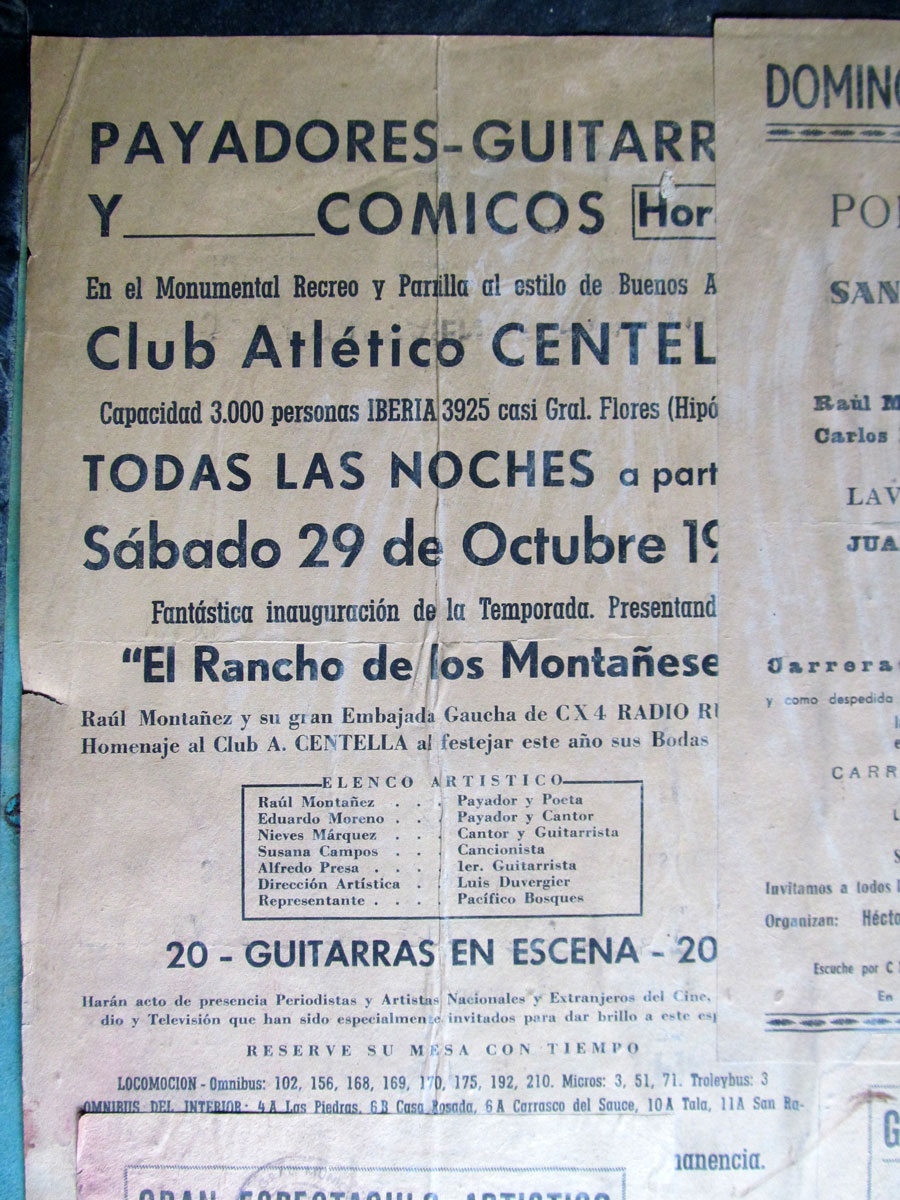 PAYADORES-GUITARR
Y COMICOS Hor
En el Monumental Recreo y Parrilla al estilo de Buenos A
Club Atlético CENTEL
Capacidad 3.000 personas IBERIA 3925 casi Gral. Flores (Hipó
TODAS LAS NOCHES a part
Sábado 29 de Octubre 19
Fantástica inauguración de la Temporada. Presentand
"El Rancho de los Montañese
Raúl Montañez y su gran Embajada Gaucha de CX 4 RADIO RU
Homenaje al Club A. CENTELLA al festejar este año sus Bodas
ELENCO ARTISTICO
Raúl Montañez . . . Payador y Poeta
Eduardo Moreno . . . Payador y Cantor
Nieves Márquez . . . Cantor y Guitarrista
Susana Campos . . . Cancionista
Alfredo Presa . . . . 1er. Guitarrista
Dirección Artística . . Luis Duvergier
Representante . . . . Pacífico Bosques
20 - GUITARRAS EN ESCENA - 20
Harán acto de presencia Periodistas y Artistas Nacionales y Extranjeros del Cine,
dio y Televisión que han sido especialmente invitados para dar brillo a este esp
RESERVE SU MESA CON TIEMPO
LOCOMOCION - Omnibus: 102, 156, 168, 169, 170, 175, 192, 210. Micros: 3, 51, 71. Troleybus: 3
OMNIBUS DEL INTERIOR: 4 A Las Piedras, 6 B Casa Rosada, 6 A Carrasco del Sauce, 10 A Tala, 11 A San Ra-
manencia.
GRAN ESPECTACULO ARTISTICO
DOMING
PO
SAN
Raùl M
Carlos
LAV
JUA
Carrera
y como despedida
CARR
Invitamos a todos l
Organizan: Hécto
Escuche por C
En
G